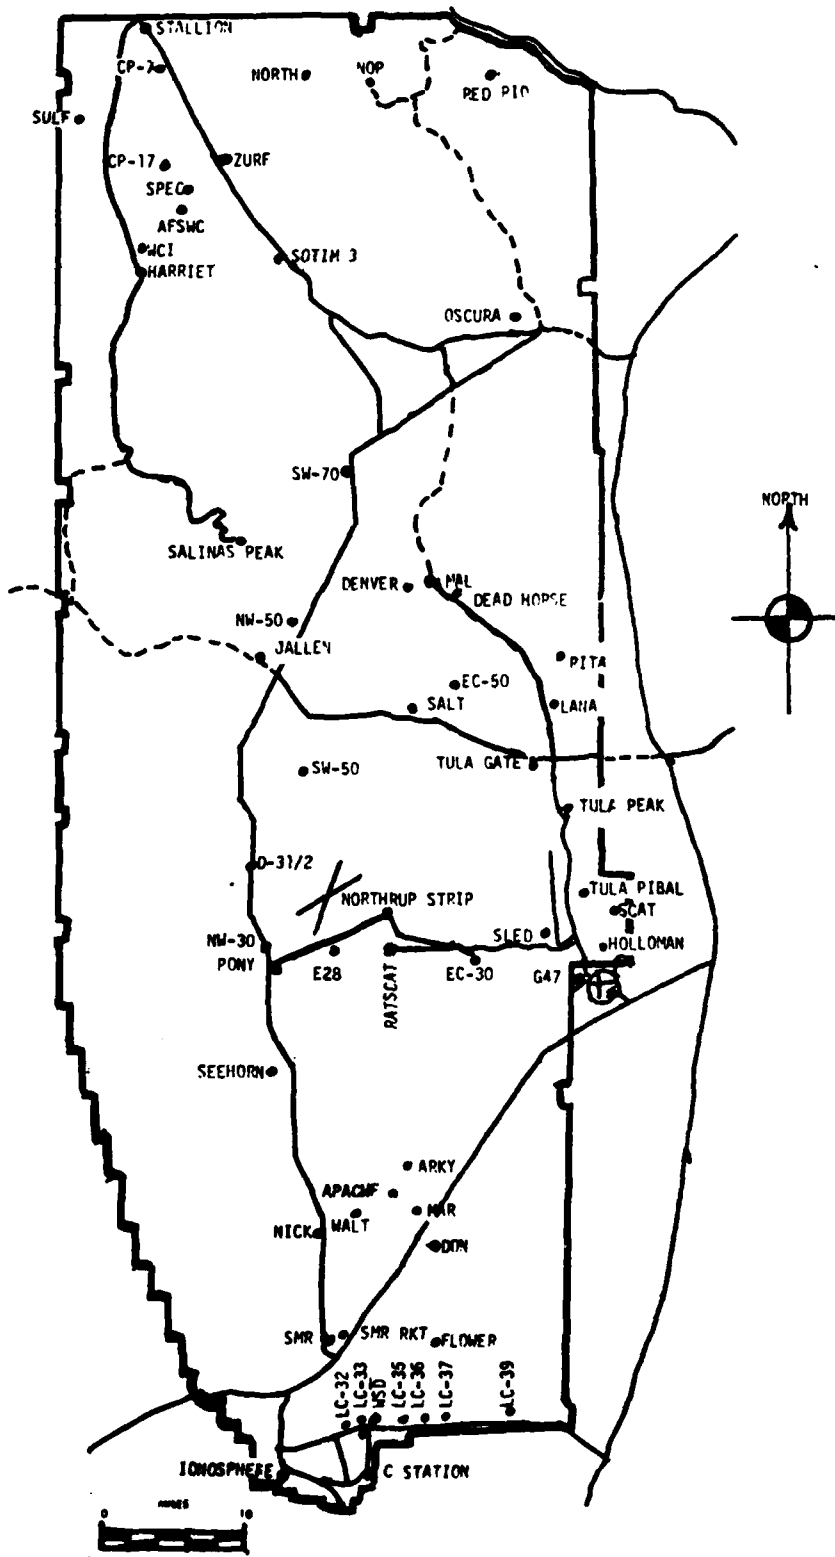 STALLION
CP-7
NORTH
NOP
RED RIO
SULF
CP-17
ZURF
SPEC
AFSWC
WCI
HARRIET
SOTIM 3
OSCURA
SW-70
NORTH
SALINAS PEAK
DENVER
MAL
DEAD HORSE
NW-50
JALLEN
PITA
EC-50
SALT
LANA
TULA GATE
SW-50
TULA PEAK
D-31/2
TULA PIBAL
NORTHRUP STRIP
SCAT
SLED
NW-30
HOLLOMAN
PONY
E28
RATSCAT
EC-30
G47
SEEHORN
ARKY
APACHE
MAR
WALT
NICK
DON
SMR
SMR RKT
FLOWER
LC-32
LC-33
WSD
LC-35
LC-36
LC-37
LC-39
IONOSPHERE
C STATION
MILES
0 10